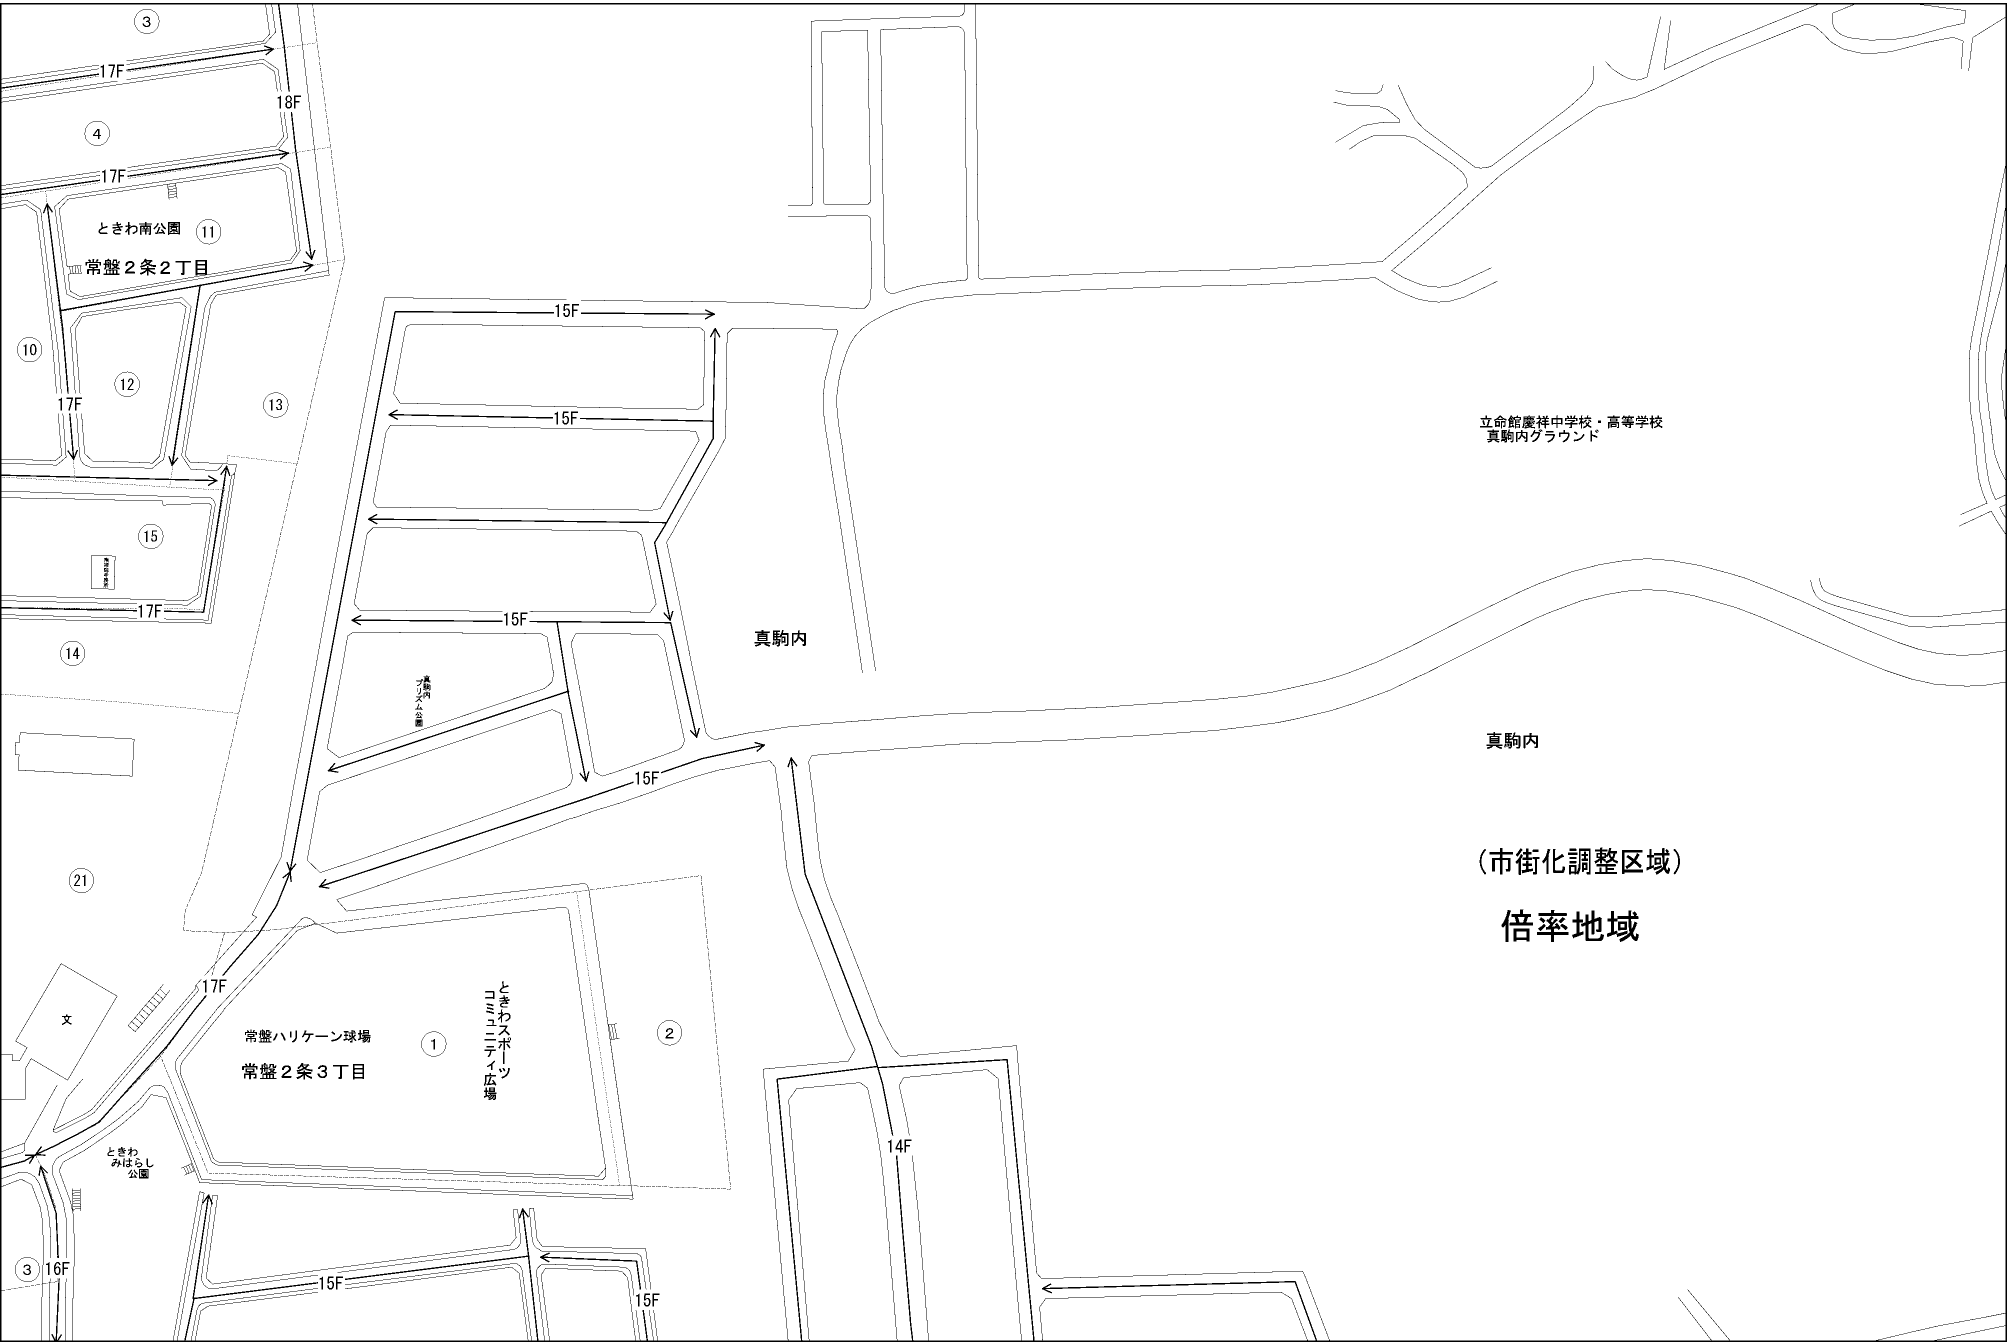 3
17F
18F
4
17F
ときわ南公園
11
常盤２条２丁目
10
12
17F
13
15F
15F
立命館慶祥中学校・高等学校
真駒内グラウンド
15
17F
15F
14
真駒内
真駒内
プリズム公園
真駒内
15F
21
（市街化調整区域）
倍率地域
17F
文
常盤ハリケーン球場
1
ときわスポーツ
コミュニティ広場
2
常盤２条３丁目
14F
ときわ
みはらし
公園
3
16F
15F
15F